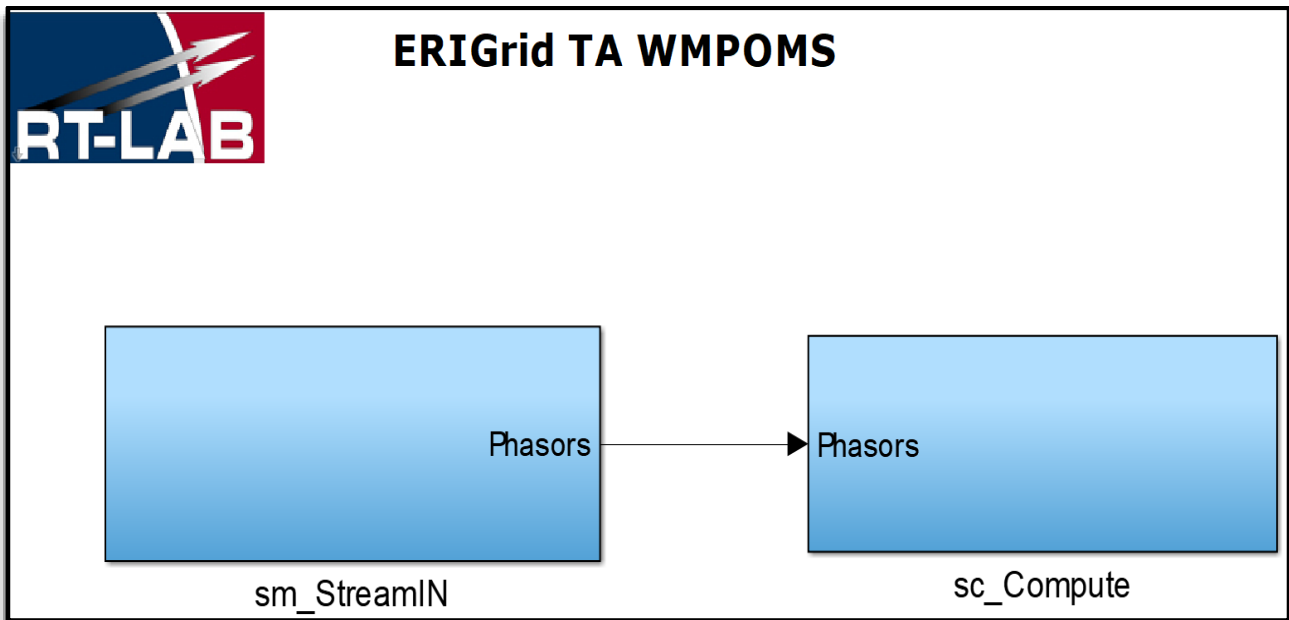 ERIGrid TA WMPOMS
RT-LAB
Phasors
Phasors
sm_StreamIN
sc_Compute